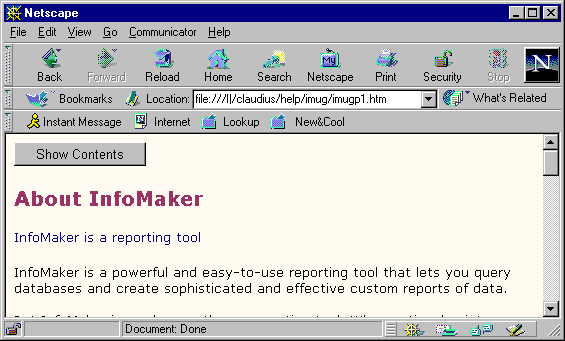 Netscape
File Edit View Go Communicator Help
Back Forward Reload Home Search Netscape Print Security Stop
My
N
Bookmarks Location: file:///I|/claudius/help/imug/imugp1.htm What's Related
Instant Message Internet Lookup New&Cool
Show Contents
About InfoMaker
InfoMaker is a reporting tool
InfoMaker is a powerful and easy-to-use reporting tool that lets you query
databases and create sophisticated and effective custom reports of data.
Document: Done